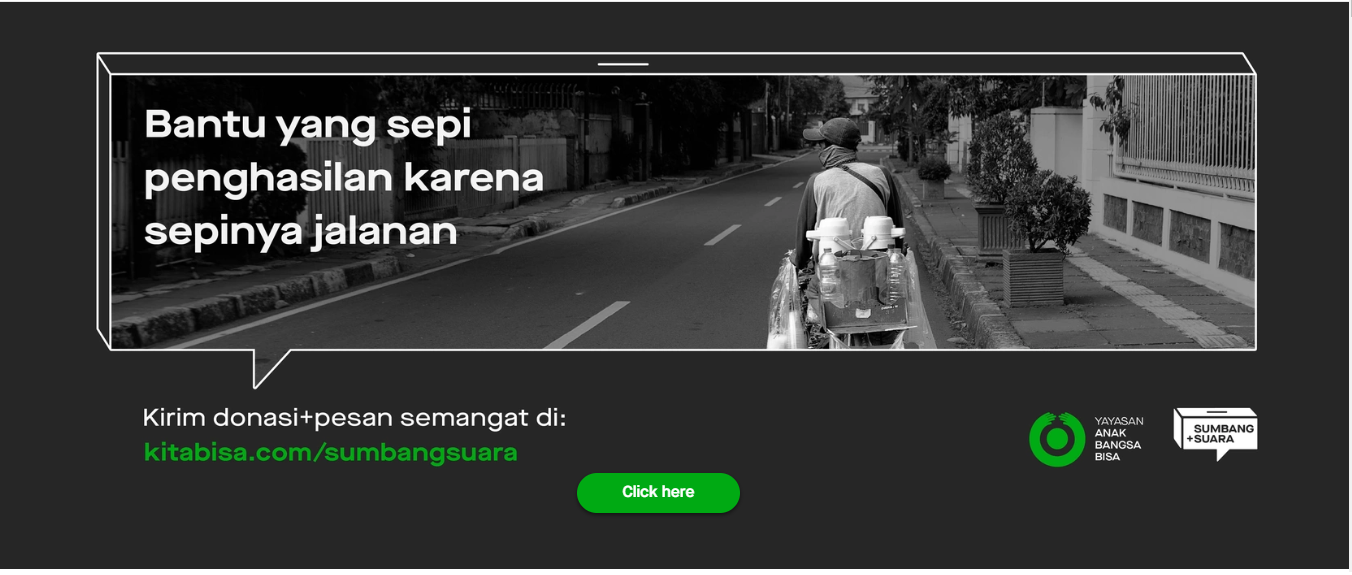 Bantu yang sepi
penghasilan karena
sepinya jalanan
Kirim donasi+pesan semangat di:
kitabisa.com/sumbangsuara
Click here
YAYASAN
ANAK
BANGSA
BISA
SUMBANG
+SUARA